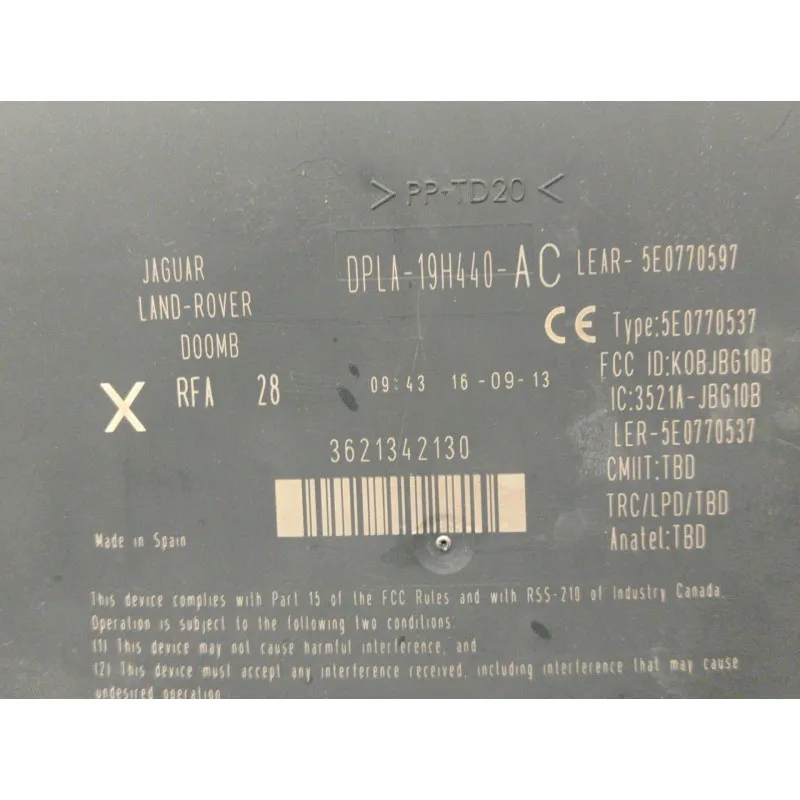 > PP-TD20 <
JAGUAR
LAND-ROVER
DOOMB
X RFA 28
DPLA-19H440-AC LEAR- 5E0770597
09:43 16-09-13
CE Type:5E0770537
FCC ID:KOBJBG10B
IC:3521A-JBG10B
LER-5E0770537
CMIIT:TBD
TRC/LPD/TBD
Anatel:TBD
3621342130
Made in Spain
This device complies with Part 15 of the FCC Rules and with RSS-210 of Industry Canada.
Operation is subject to the following two conditions:
(1) This device may not cause harmful interference, and
(2) This device must accept any interference received, including interference that may cause
undesired operation.